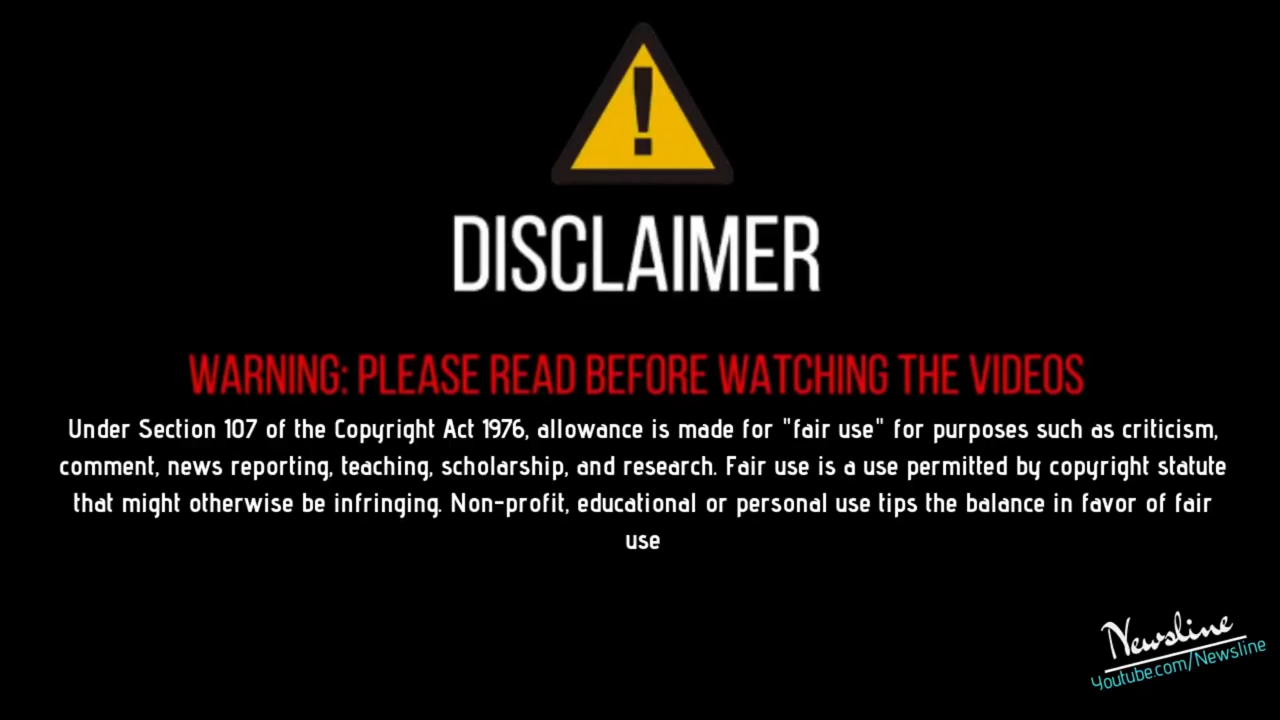 !
DISCLAIMER
WARNING: PLEASE READ BEFORE WATCHING THE VIDEOS
Under Section 107 of the Copyright Act 1976, allowance is made for "fair use" for purposes such as criticism,
comment, news reporting, teaching, scholarship, and research. Fair use is a use permitted by copyright statute
that might otherwise be infringing. Non-profit, educational or personal use tips the balance in favor of fair
use
Newsline
Youtube.com/Newsline